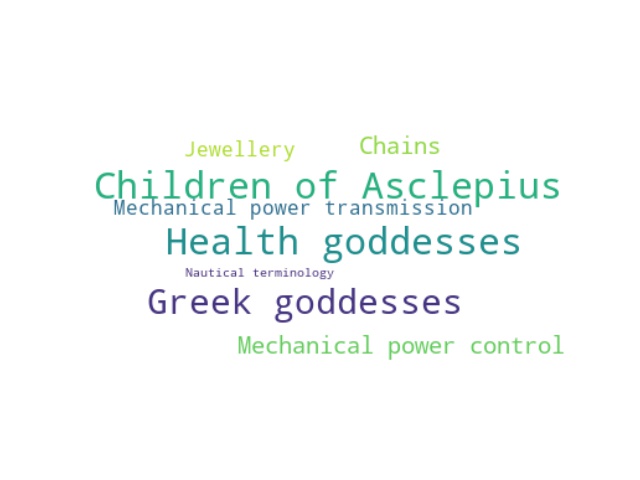 Jewellery
Chains
Children of Asclepius
Mechanical power transmission
Health goddesses
Nautical terminology
Greek goddesses
Mechanical power control